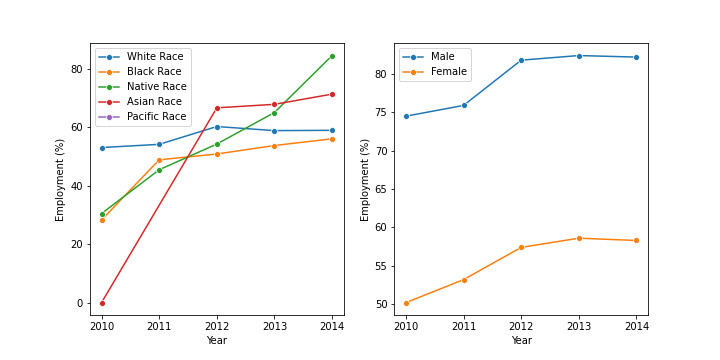 White Race
Black Race
Native Race
Asian Race
Pacific Race
80
60
40
20
0
Employment (%)
2010 2011 2012 2013 2014
Year
Male
Female
80
75
70
65
60
55
50
Employment (%)
2010 2011 2012 2013 2014
Year